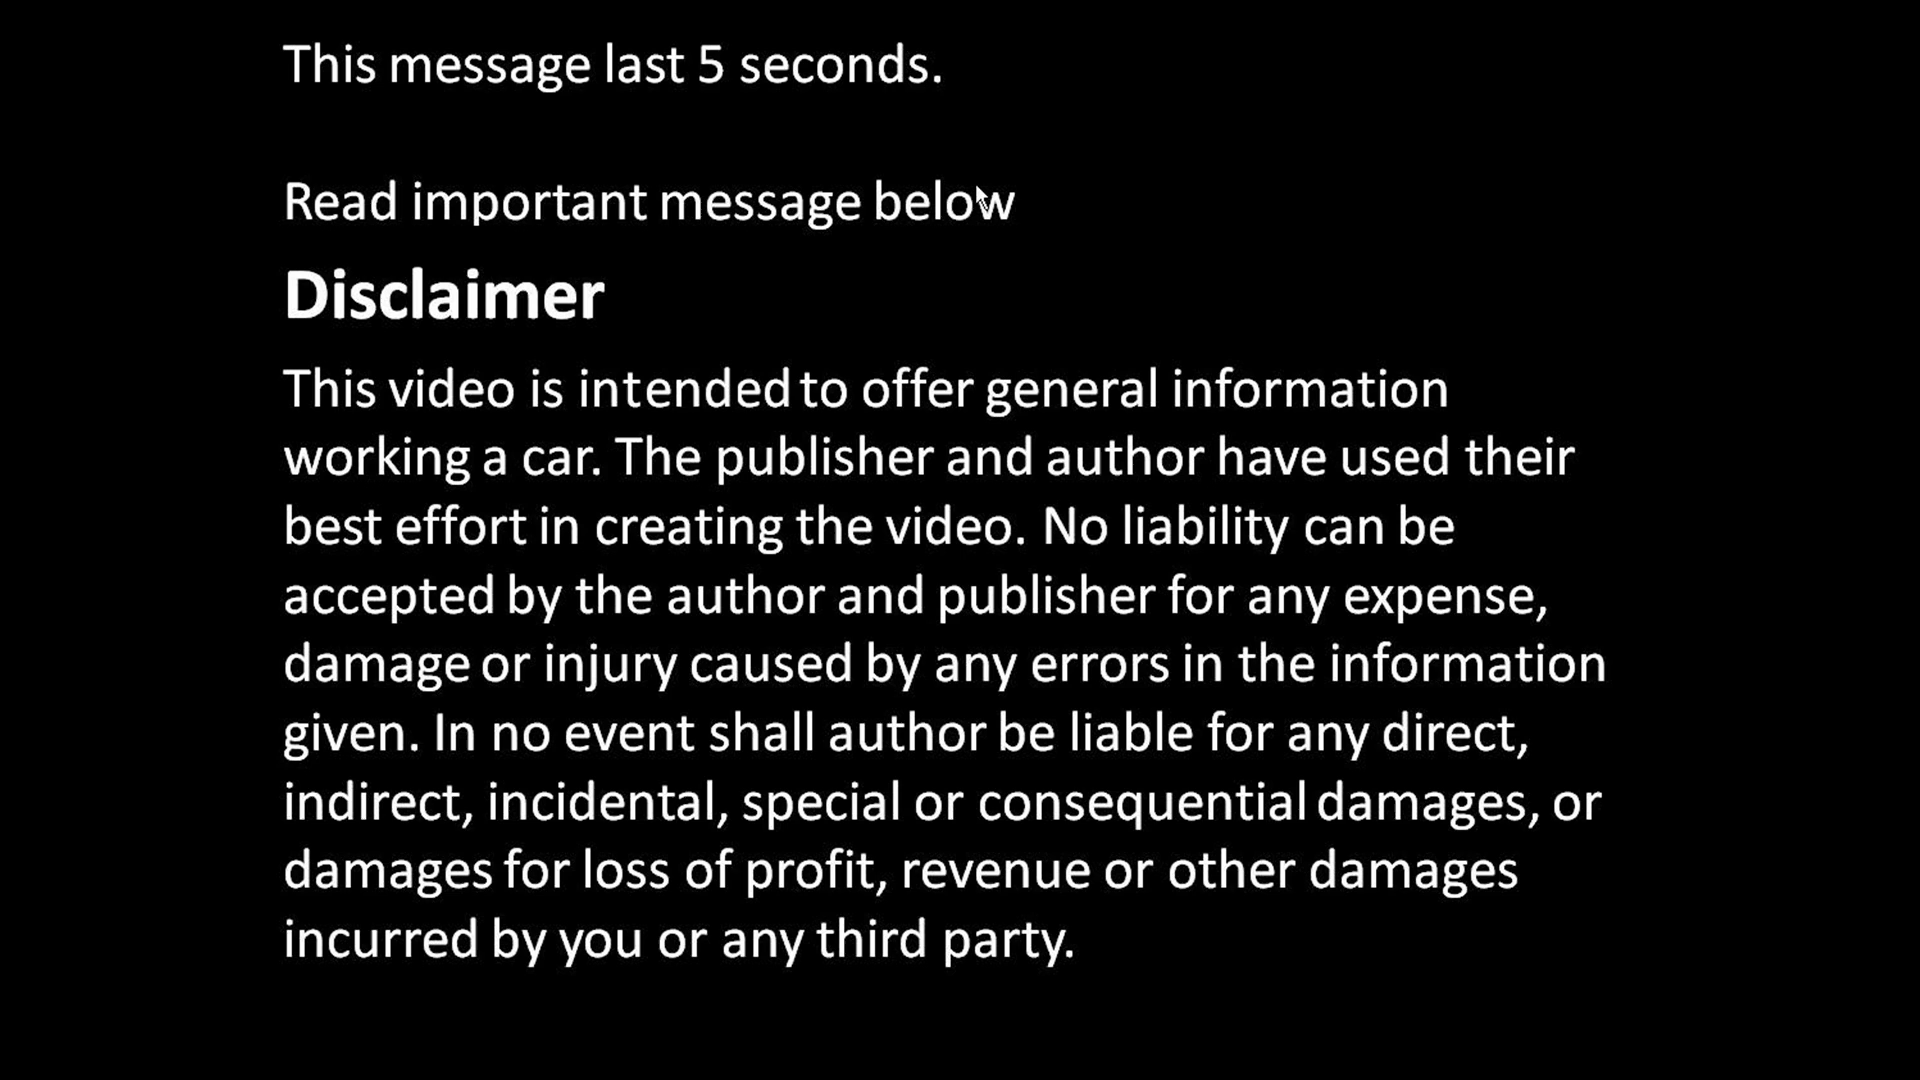 This message last 5 seconds.
Read important message below
Disclaimer
This video is intended to offer general information
working a car. The publisher and author have used their
best effort in creating the video. No liability can be
accepted by the author and publisher for any expense,
damage or injury caused by any errors in the information
given. In no event shall author be liable for any direct,
indirect, incidental, special or consequential damages, or
damages for loss of profit, revenue or other damages
incurred by you or any third party.